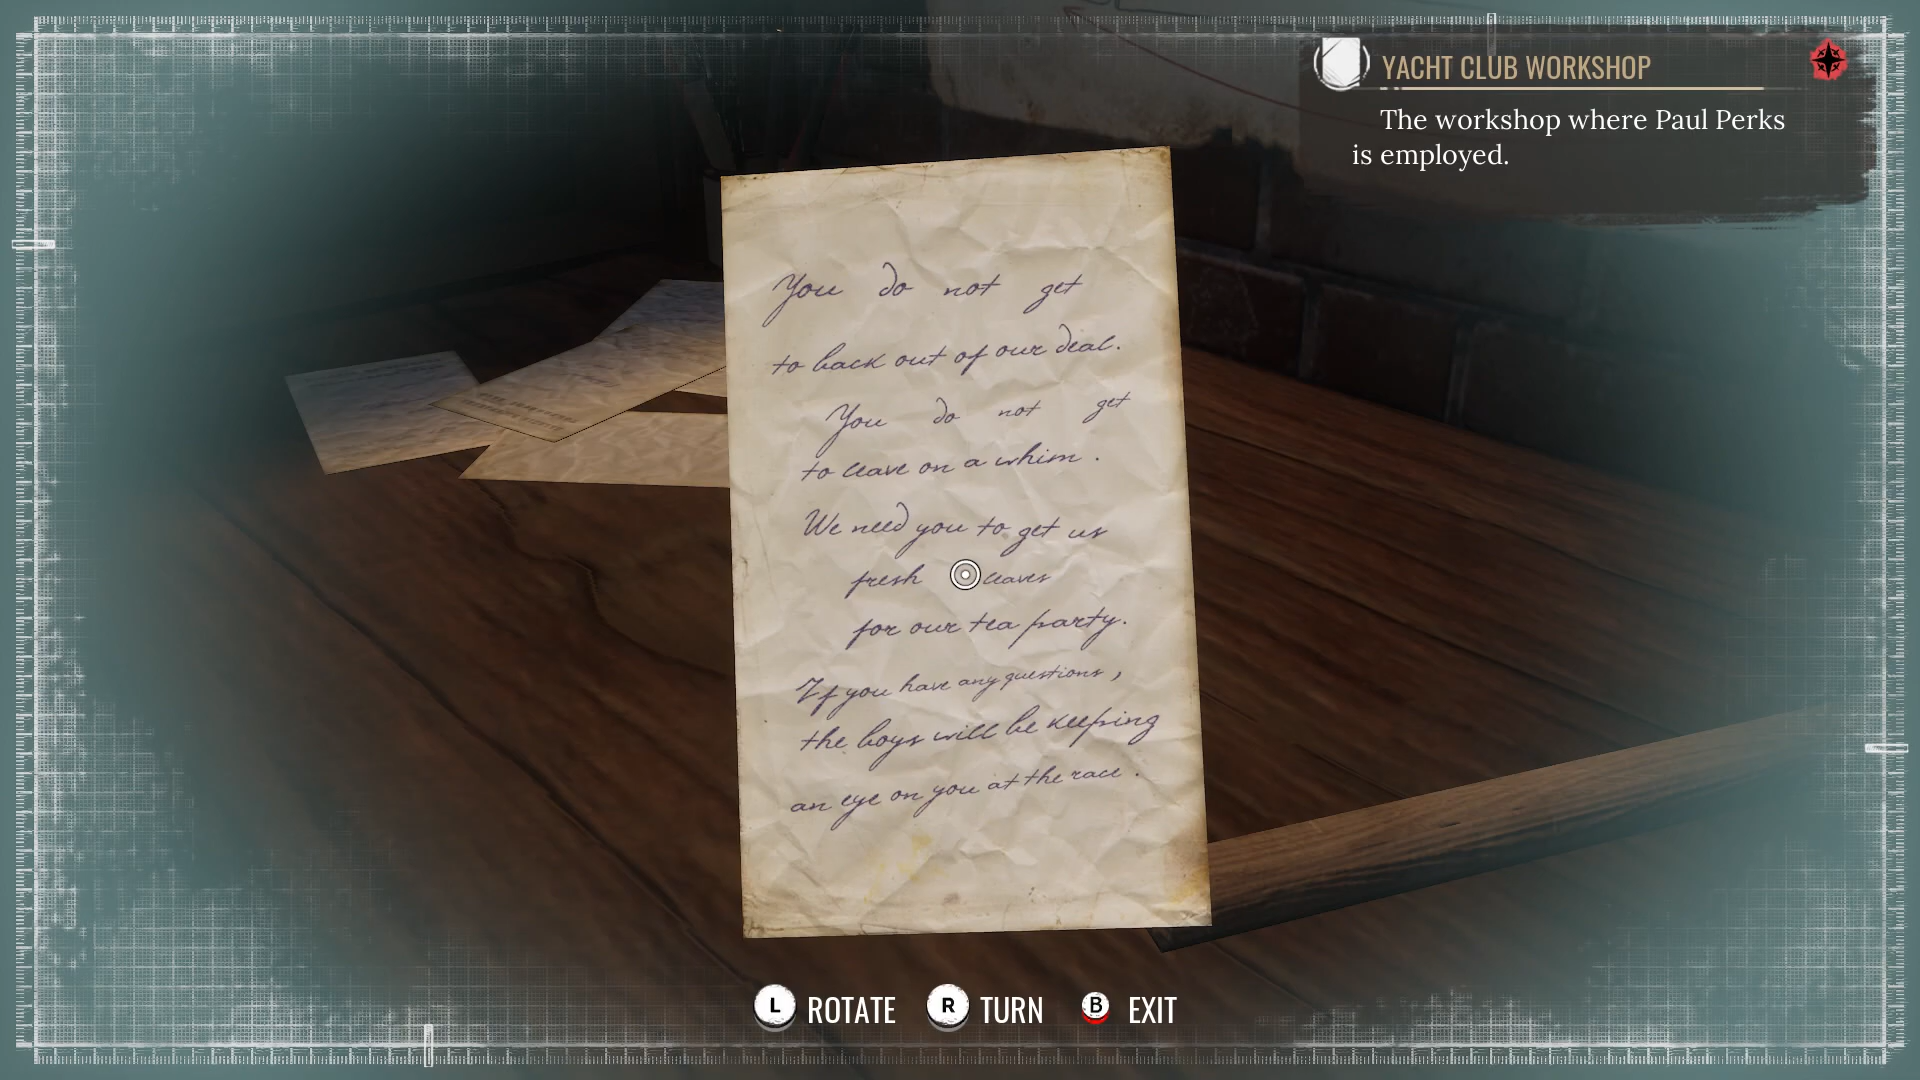 YACHT CLUB WORKSHOP
The workshop where Paul Perks
is employed.
You do not get
to back out of our deal.
You do not get
to leave on a whim.
We need you to get us
fresh leaves
for our tea party.
If you have any questions,
the boys will be keeping
an eye on you at the race.
L ROTATE R TURN B EXIT